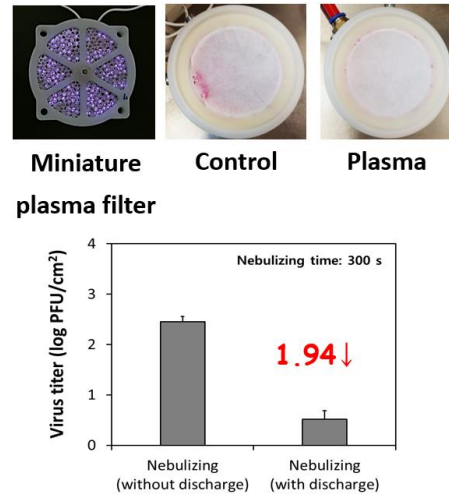 Miniature
plasma filter
Control
Plasma
Nebulizing time: 300 s
Virus titer (log PFU/cm²)
4
3
2
1
0
1.94↓
Nebulizing
(without discharge)
Nebulizing
(with discharge)